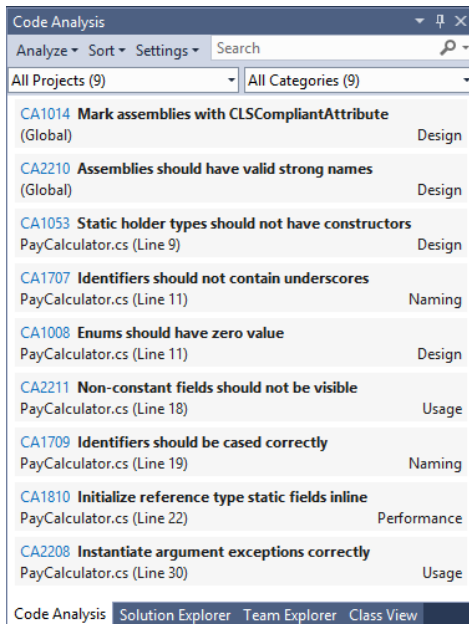 Code Analysis
Analyze Sort Settings Search
All Projects (9) All Categories (9)
CA1014 Mark assemblies with CLSCompliantAttribute
(Global) Design
CA2210 Assemblies should have valid strong names
(Global) Design
CA1053 Static holder types should not have constructors
PayCalculator.cs (Line 9) Design
CA1707 Identifiers should not contain underscores
PayCalculator.cs (Line 11) Naming
CA1008 Enums should have zero value
PayCalculator.cs (Line 11) Design
CA2211 Non-constant fields should not be visible
PayCalculator.cs (Line 18) Usage
CA1709 Identifiers should be cased correctly
PayCalculator.cs (Line 19) Naming
CA1810 Initialize reference type static fields inline
PayCalculator.cs (Line 22) Performance
CA2208 Instantiate argument exceptions correctly
PayCalculator.cs (Line 30) Usage
Code Analysis Solution Explorer Team Explorer Class View